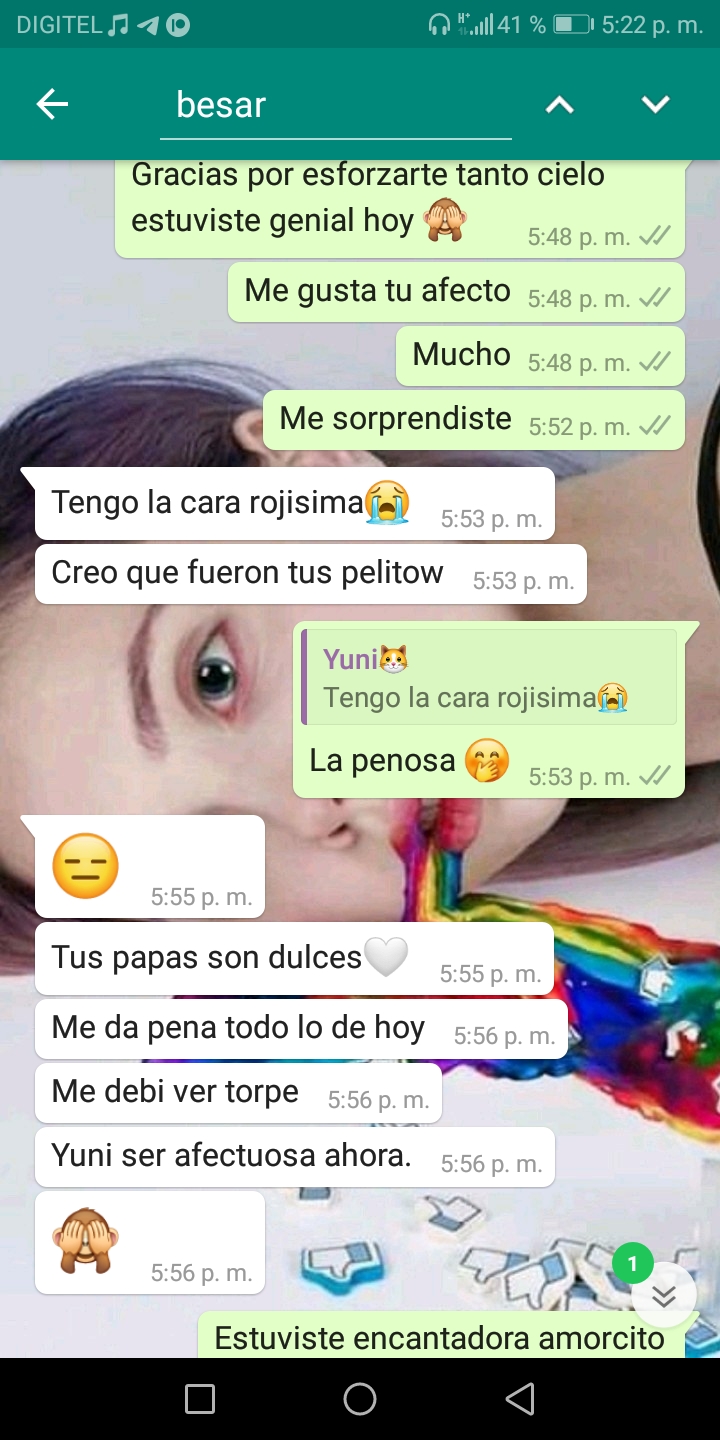 DIGITEL 41 % 5:22 p. m.
besar
Gracias por esforzarte tanto cielo
estuviste genial hoy 🙈 5:48 p. m.
Me gusta tu afecto 5:48 p. m.
Mucho 5:48 p. m.
Me sorprendiste 5:52 p. m.
Tengo la cara rojisima😭 5:53 p. m.
Creo que fueron tus pelitow 5:53 p. m.
Yuni🐱
Tengo la cara rojisima😭
La penosa 🤭 5:53 p. m.
😑 5:55 p. m.
Tus papas son dulces🤍 5:55 p. m.
Me da pena todo lo de hoy 5:56 p. m.
Me debi ver torpe 5:56 p. m.
Yuni ser afectuosa ahora. 5:56 p. m.
🙈 5:56 p. m.
1
Estuviste encantadora amorcito